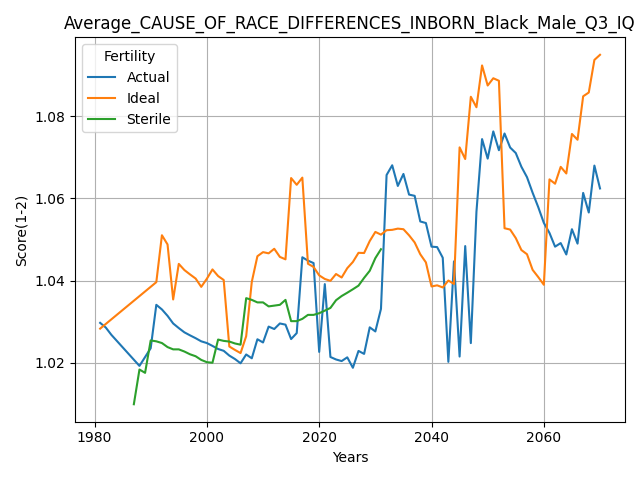 Average_CAUSE_OF_RACE_DIFFERENCES_INBORN_Black_Male_Q3_IQ
Fertility
Actual
Ideal
Sterile
1.08
1.06
1.04
1.02
Score(1-2)
1980
2000
2020
2040
2060
Years